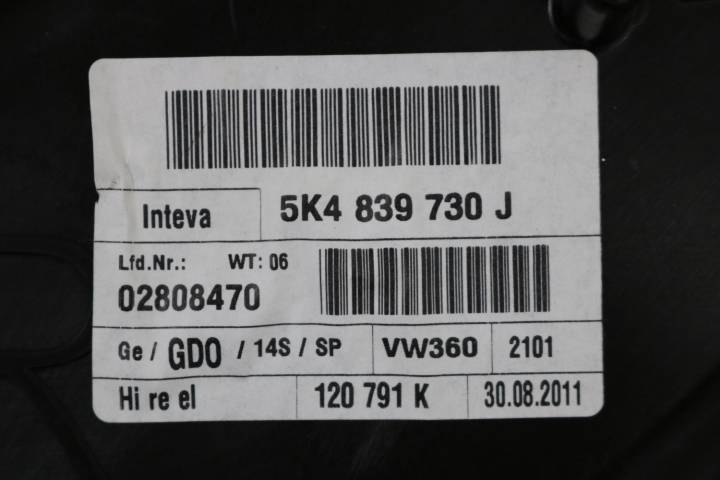 Inteva 5K4 839 730 J
Lfd.Nr.: WT: 06
02808470
Ge / GDO / 14S / SP VW360 2101
Hi re el 120 791 K 30.08.2011